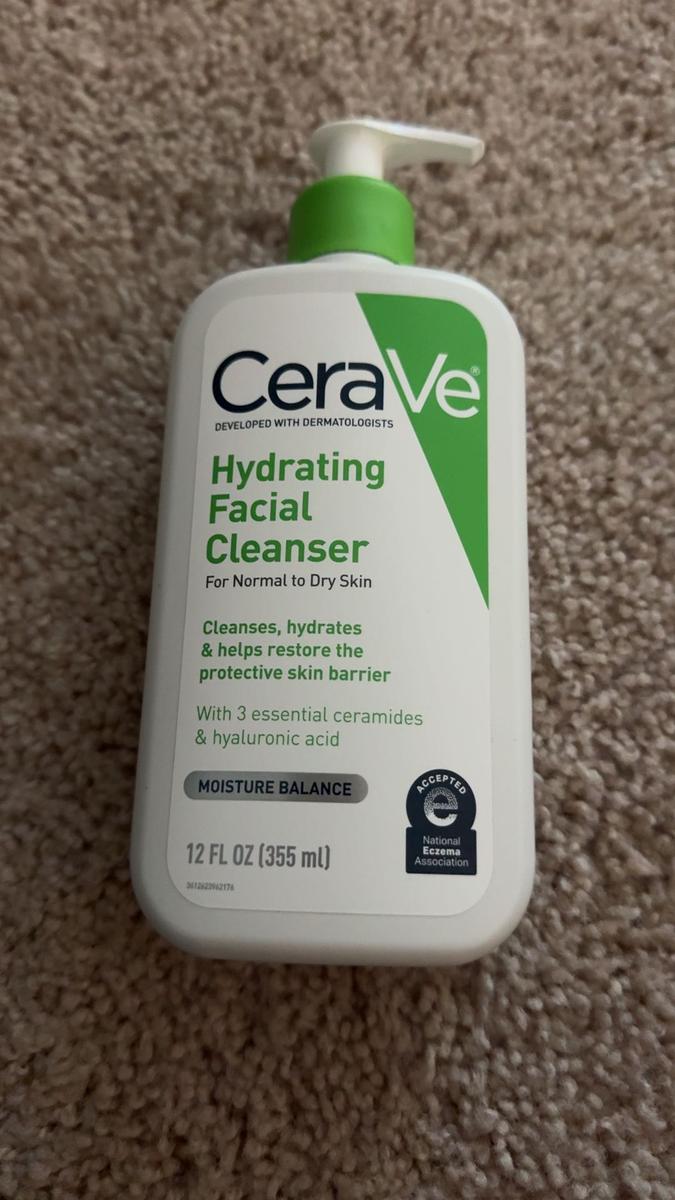 CeraVe®
DEVELOPED WITH DERMATOLOGISTS
Hydrating
Facial
Cleanser
For Normal to Dry Skin
Cleanses, hydrates
& helps restore the
protective skin barrier
With 3 essential ceramides
& hyaluronic acid
MOISTURE BALANCE
ACCEPTED
e
National
Eczema
Association
12 FL OZ (355 ml)